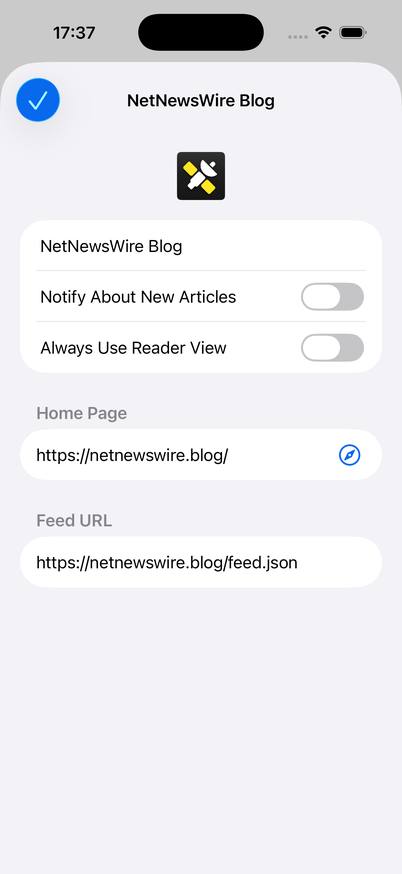 17:37
NetNewsWire Blog
NetNewsWire Blog
Notify About New Articles
Always Use Reader View
Home Page
https://netnewswire.blog/
Feed URL
https://netnewswire.blog/feed.json